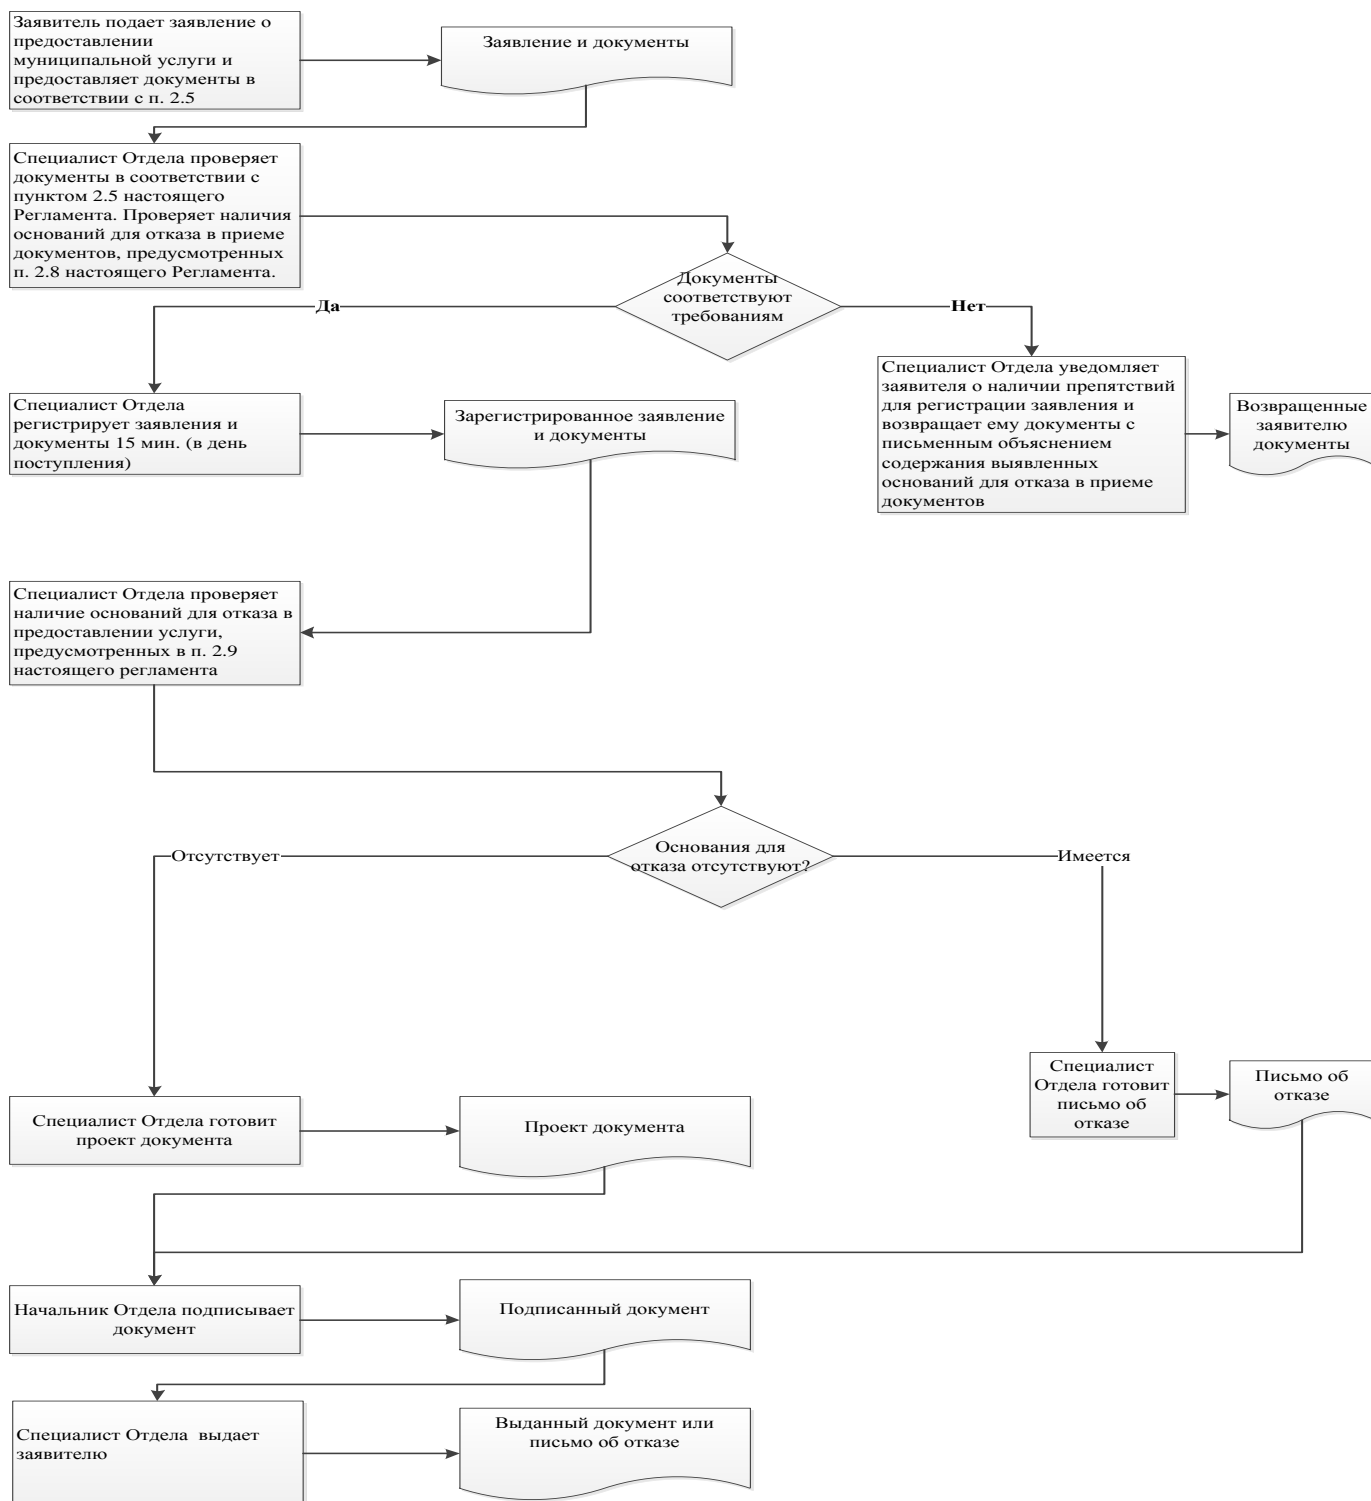 Заявитель подает заявление о
предоставлении
муниципальной услуги и
предоставляет документы в
соответствии с п. 2.5
Заявление и документы
Специалист Отдела проверяет
документы в соответствии с
пунктом 2.5 настоящего
Регламента. Проверяет наличия
оснований для отказа в приеме
документов, предусмотренных
п. 2.8 настоящего Регламента.
Документы
соответствуют
требованиям
Да
Нет
Специалист Отдела
регистрирует заявления и
документы 15 мин. (в день
поступления)
Зарегистрированное заявление
и документы
Специалист Отдела уведомляет
заявителя о наличии препятствий
для регистрации заявления и
возвращает ему документы с
письменным объяснением
содержания выявленных
оснований для отказа в приеме
документов
Возвращенные
заявителю
документы
Специалист Отдела проверяет
наличие оснований для отказа в
предоставлении услуги,
предусмотренных в п. 2.9
настоящего регламента
Основания для
отказа отсутствуют?
Отсутствует
Имеется
Специалист
Отдела готовит
письмо об
отказе
Письмо об
отказе
Специалист Отдела готовит
проект документа
Проект документа
Начальник Отдела подписывает
документ
Подписанный документ
Специалист Отдела  выдает
заявителю
Выданный документ или
письмо об отказе